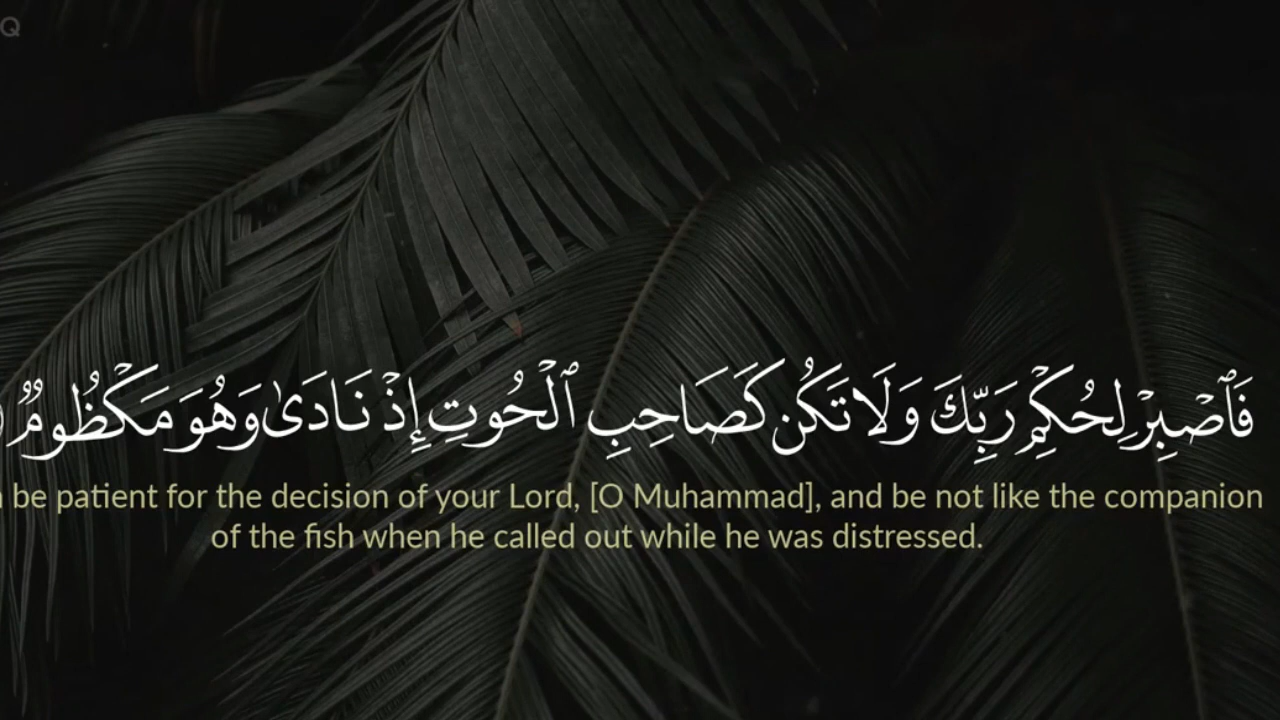 Q
فَٱصْبِرْ لِحُكْمِ رَبِّكَ وَلَا تَكُن كَصَاحِبِ ٱلْحُوتِ إِذْ نَادَىٰ وَهُوَ مَكْظُومٌ
be patient for the decision of your Lord, [O Muhammad], and be not like the companion
of the fish when he called out while he was distressed.